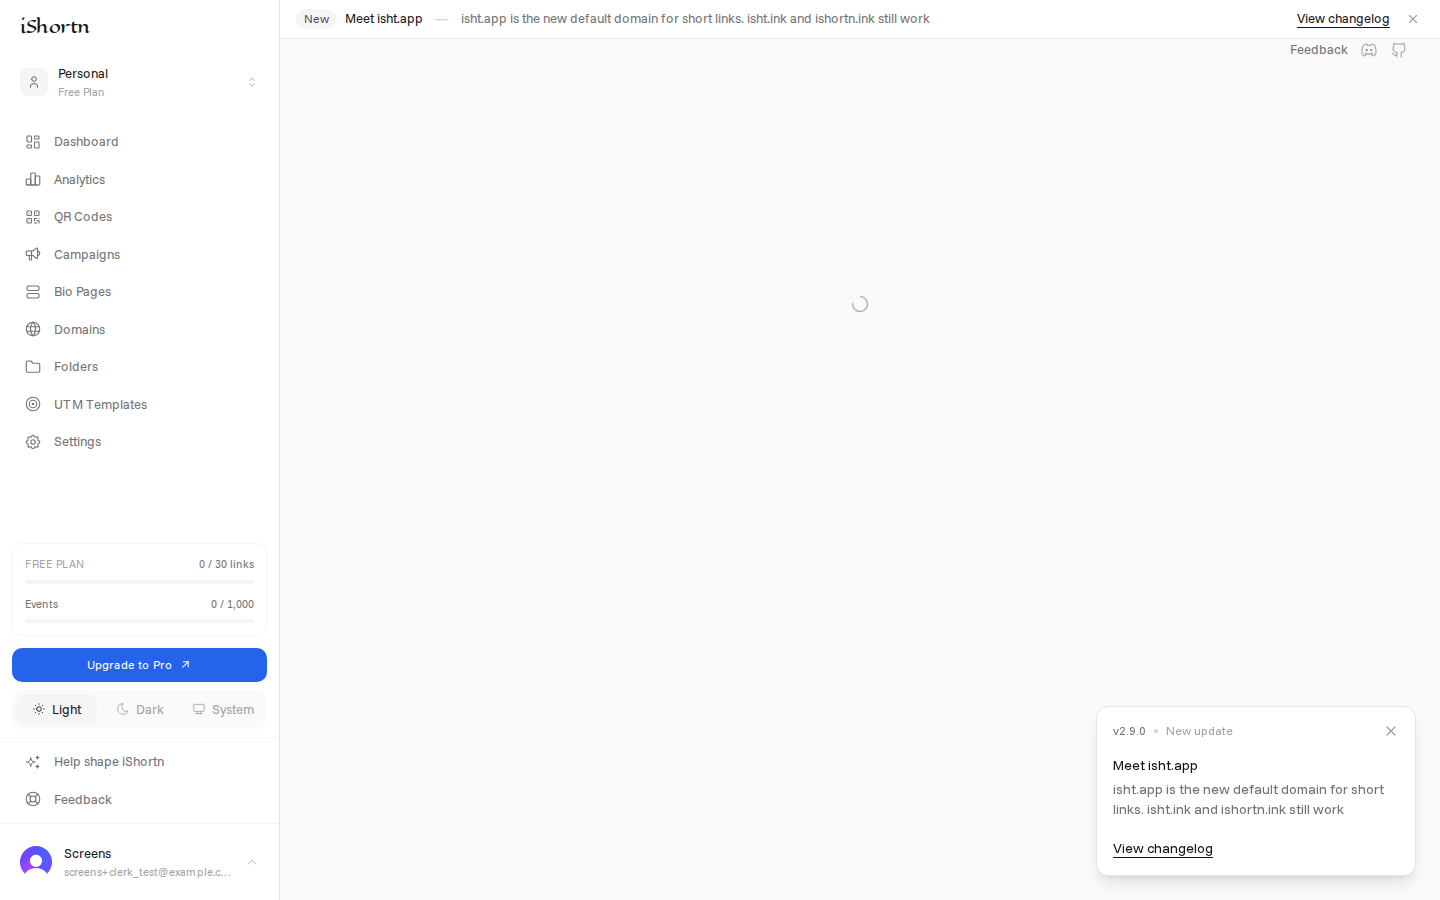 iShortn
Personal
Free Plan
Dashboard
Analytics
QR Codes
Campaigns
Bio Pages
Domains
Folders
UTM Templates
Settings
FREE PLAN 0 / 30 links
Events 0 / 1,000
Upgrade to Pro
Light Dark System
Help shape iShortn
Feedback
Screens
screens+clerk_test@example.c...
New Meet isht.app — isht.app is the new default domain for short links. isht.ink and ishortn.ink still work View changelog
Feedback
v2.9.0 • New update
Meet isht.app
isht.app is the new default domain for short
links. isht.ink and ishortn.ink still work
View changelog